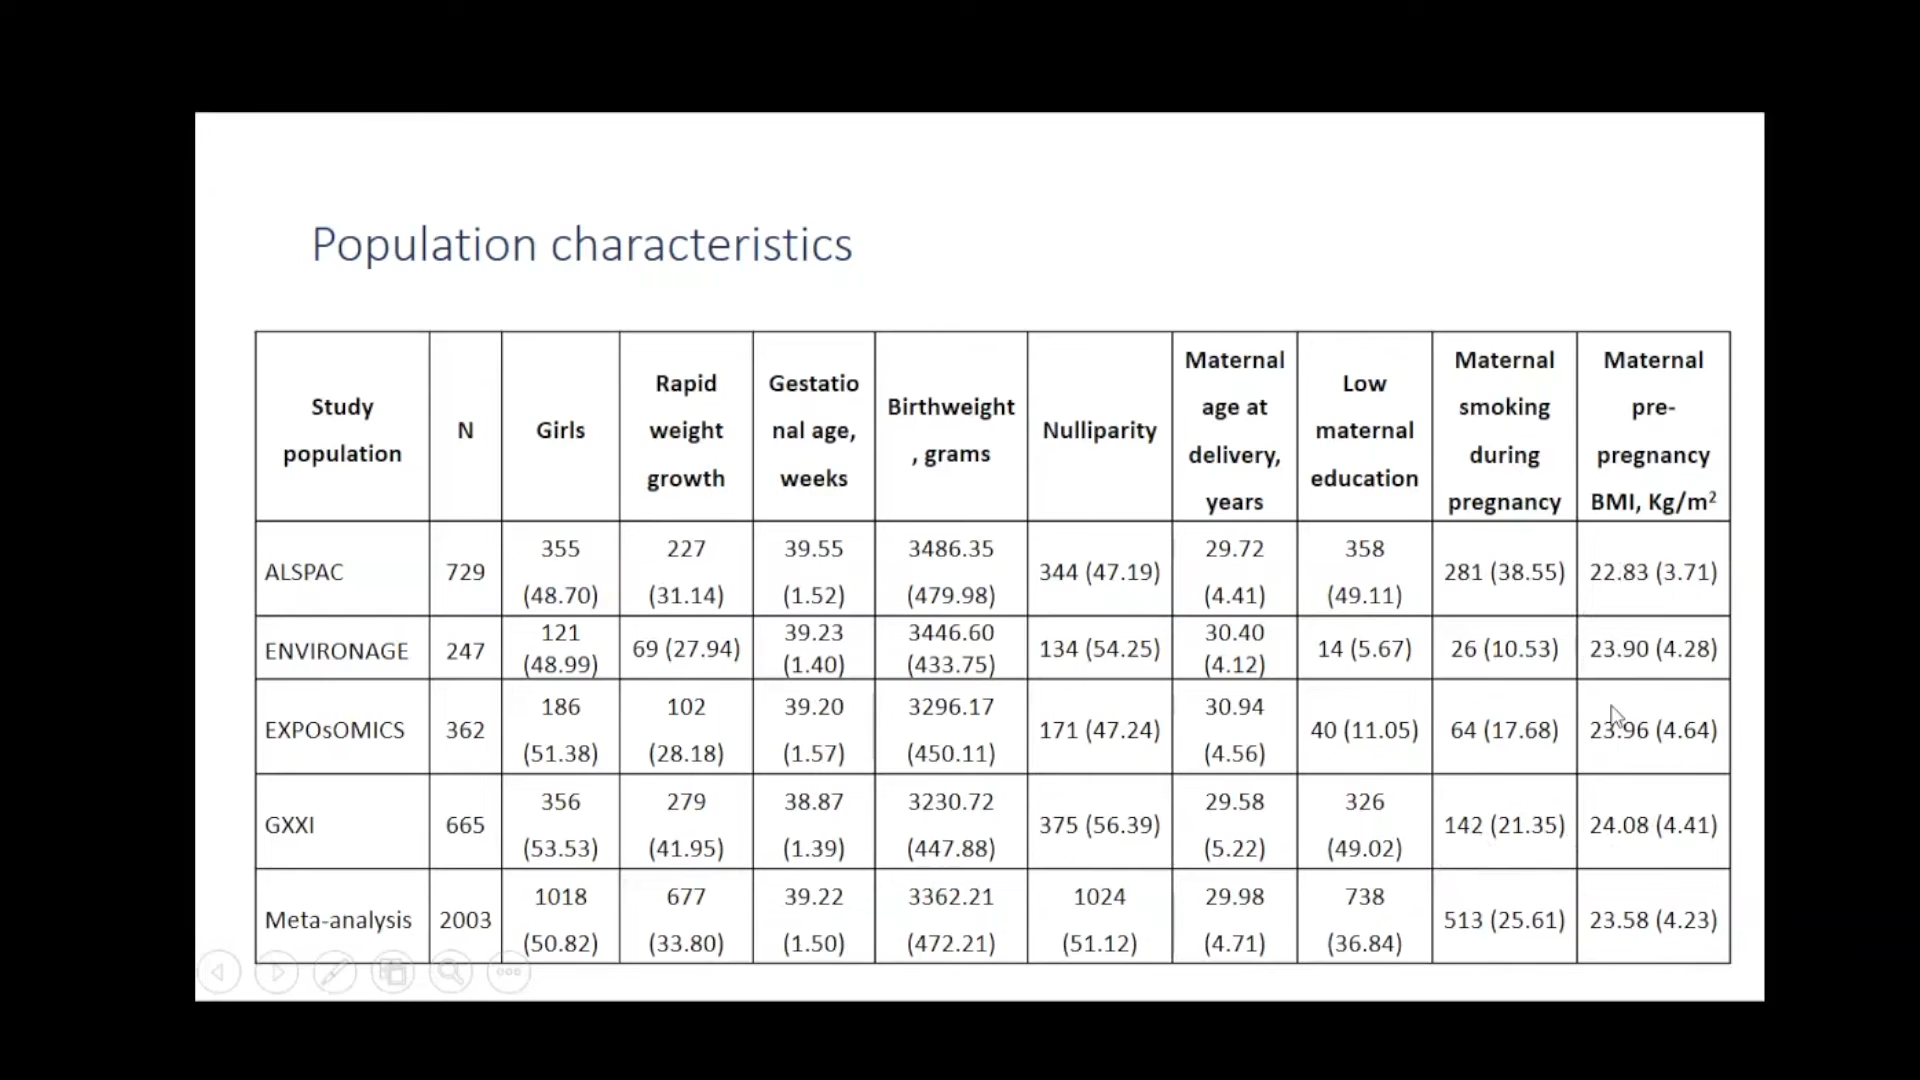 Population characteristics
Study
population
N
Girls
Rapid
weight
growth
Gestatio
nal age,
weeks
Birthweight
, grams
Nulliparity
Maternal
age at
delivery,
years
Low
maternal
education
Maternal
smoking
during
pregnancy
Maternal
pre-
pregnancy
BMI, Kg/m²
ALSPAC
729
355
(48.70)
227
(31.14)
39.55
(1.52)
3486.35
(479.98)
344 (47.19)
29.72
(4.41)
358
(49.11)
281 (38.55)
22.83 (3.71)
ENVIRONAGE
247
121
(48.99)
69 (27.94)
39.23
(1.40)
3446.60
(433.75)
134 (54.25)
30.40
(4.12)
14 (5.67)
26 (10.53)
23.90 (4.28)
EXPOsOMICS
362
186
(51.38)
102
(28.18)
39.20
(1.57)
3296.17
(450.11)
171 (47.24)
30.94
(4.56)
40 (11.05)
64 (17.68)
23.96 (4.64)
GXXI
665
356
(53.53)
279
(41.95)
38.87
(1.39)
3230.72
(447.88)
375 (56.39)
29.58
(5.22)
326
(49.02)
142 (21.35)
24.08 (4.41)
Meta-analysis
2003
1018
(50.82)
677
(33.80)
39.22
(1.50)
3362.21
(472.21)
1024
(51.12)
29.98
(4.71)
738
(36.84)
513 (25.61)
23.58 (4.23)